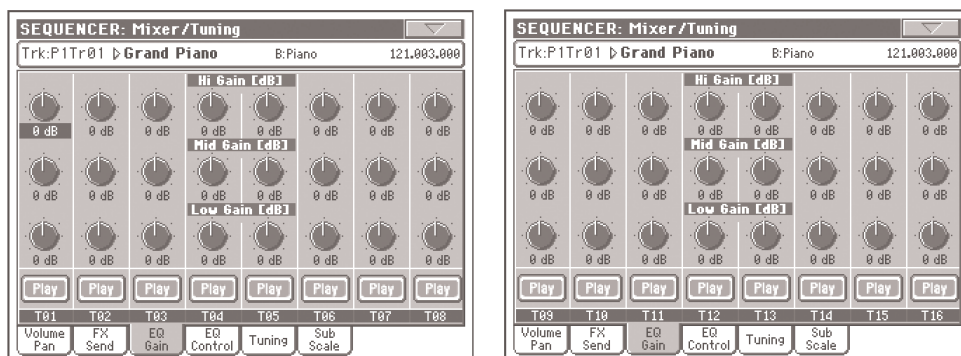 SEQUENCER: Mixer/Tuning
Trk:P1Tr01 Grand Piano B:Piano 121.003.000
Hi Gain [dB]
0 dB 0 dB 0 dB 0 dB 0 dB 0 dB 0 dB 0 dB
Mid Gain [dB]
0 dB 0 dB 0 dB 0 dB 0 dB 0 dB 0 dB 0 dB
Low Gain [dB]
0 dB 0 dB 0 dB 0 dB 0 dB 0 dB 0 dB 0 dB
Play Play Play Play Play Play Play Play
T01 T02 T03 T04 T05 T06 T07 T08
Volume Pan FX Send EQ Gain EQ Control Tuning Sub Scale
SEQUENCER: Mixer/Tuning
Trk:P1Tr01 Grand Piano B:Piano 121.003.000
Hi Gain [dB]
0 dB 0 dB 0 dB 0 dB 0 dB 0 dB 0 dB 0 dB
Mid Gain [dB]
0 dB 0 dB 0 dB 0 dB 0 dB 0 dB 0 dB 0 dB
Low Gain [dB]
0 dB 0 dB 0 dB 0 dB 0 dB 0 dB 0 dB 0 dB
Play Play Play Play Play Play Play Play
T09 T10 T11 T12 T13 T14 T15 T16
Volume Pan FX Send EQ Gain EQ Control Tuning Sub Scale